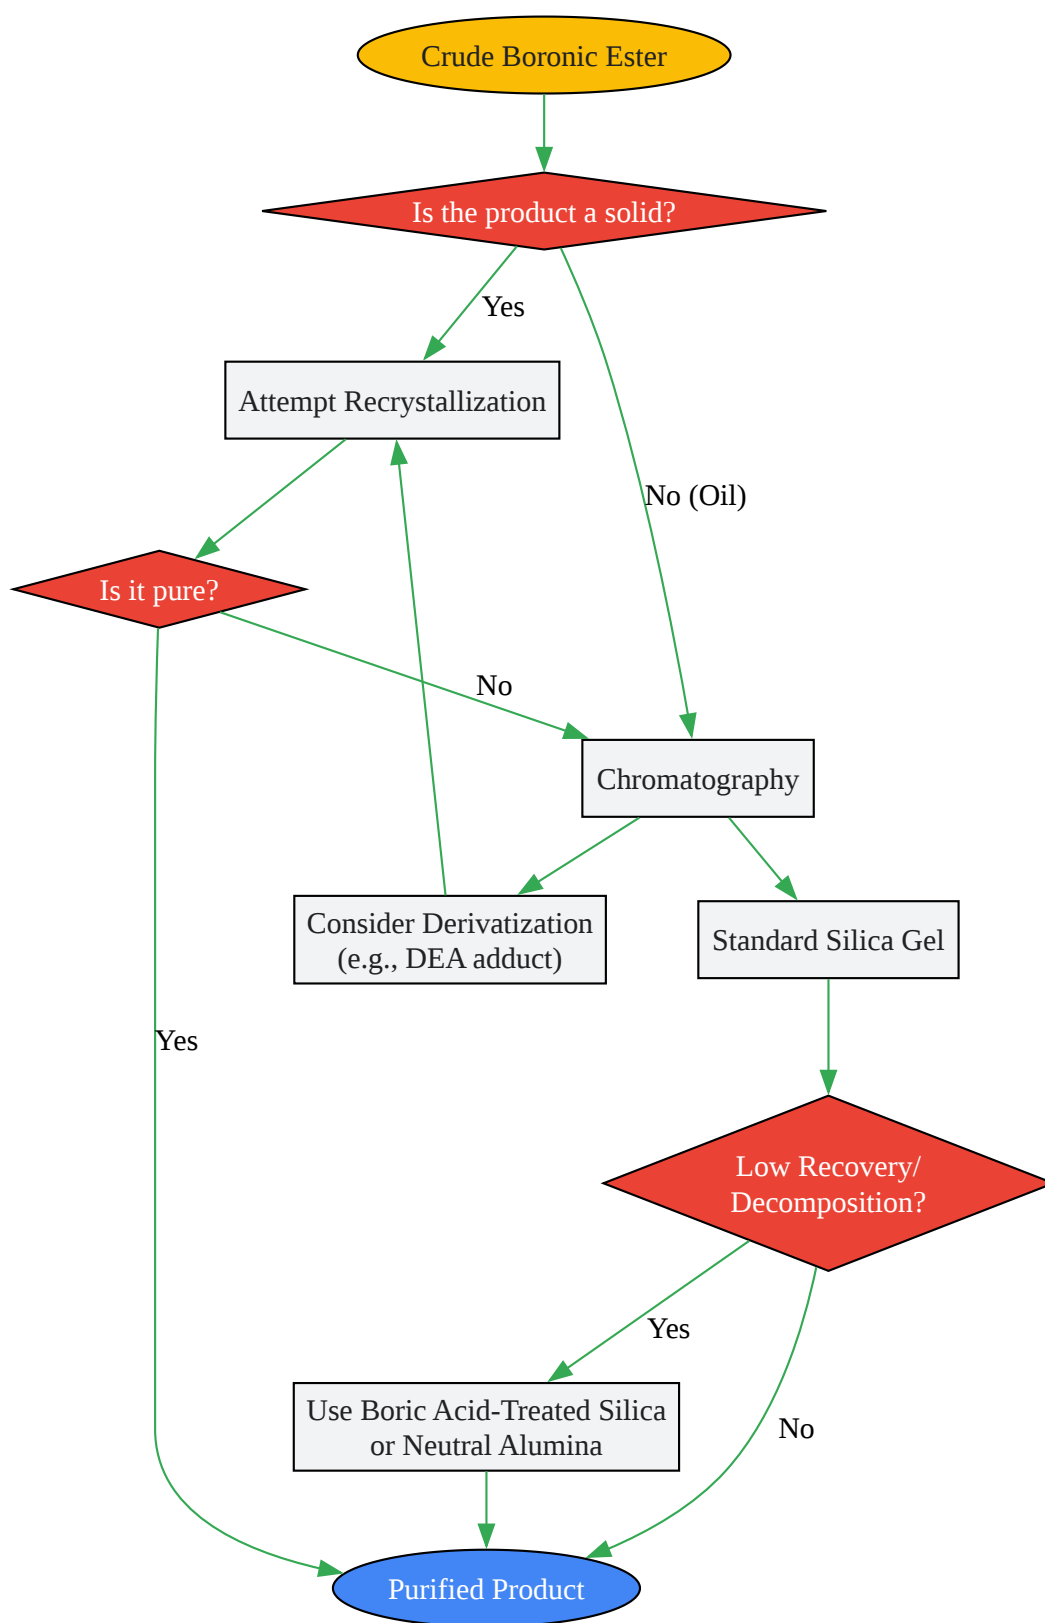 Crude Boronic Ester
Is the product a solid?
Yes
Attempt Recrystallization
No (Oil)
Is it pure?
No
Chromatography
Consider Derivatization
(e.g., DEA adduct)
Standard Silica Gel
Yes
Low Recovery/
Decomposition?
Yes
Use Boric Acid-Treated Silica
or Neutral Alumina
No
Purified Product